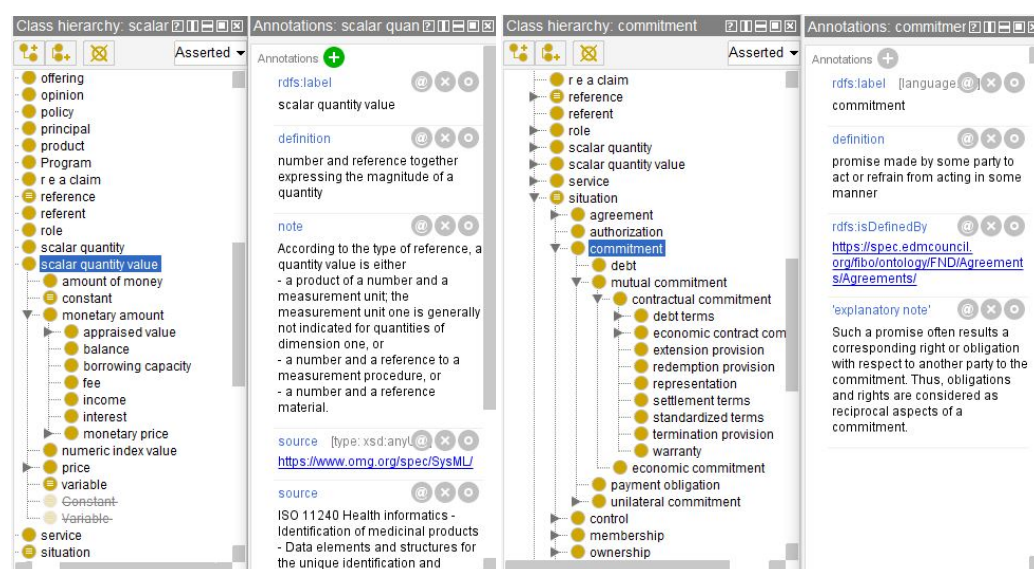 Class hierarchy: scalar
Asserted
offering
opinion
policy
principal
product
Program
r e a claim
reference
referent
role
scalar quantity
scalar quantity value
amount of money
constant
monetary amount
appraised value
balance
borrowing capacity
fee
income
interest
monetary price
numeric index value
price
variable
Constant
Variable
service
situation
Annotations: scalar quan
Annotations
rdfs:label
scalar quantity value
definition
number and reference together
expressing the magnitude of a
quantity
note
According to the type of reference, a
quantity value is either
- a product of a number and a
measurement unit; the
measurement unit one is generally
not indicated for quantities of
dimension one, or
- a number and a reference to a
measurement procedure, or
- a number and a reference
material.
source [type: xsd:anyU
https://www.omg.org/spec/SysML/
source
ISO 11240 Health informatics -
Identification of medicinal products
- Data elements and structures for
the unique identification and
Class hierarchy: commitment
Asserted
r e a claim
reference
referent
role
scalar quantity
scalar quantity value
service
situation
agreement
authorization
commitment
debt
mutual commitment
contractual commitment
debt terms
economic contract com
extension provision
redemption provision
representation
settlement terms
standardized terms
termination provision
warranty
economic commitment
payment obligation
unilateral commitment
control
membership
ownership
Annotations: commitmer
Annotations
rdfs:label [language:
commitment
definition
promise made by some party to
act or refrain from acting in some
manner
rdfs:isDefinedBy
https://spec.edmcouncil.
org/fibo/ontology/FND/Agreement
s/Agreements/
'explanatory note'
Such a promise often results a
corresponding right or obligation
with respect to another party to the
commitment. Thus, obligations
and rights are considered as
reciprocal aspects of a
commitment.